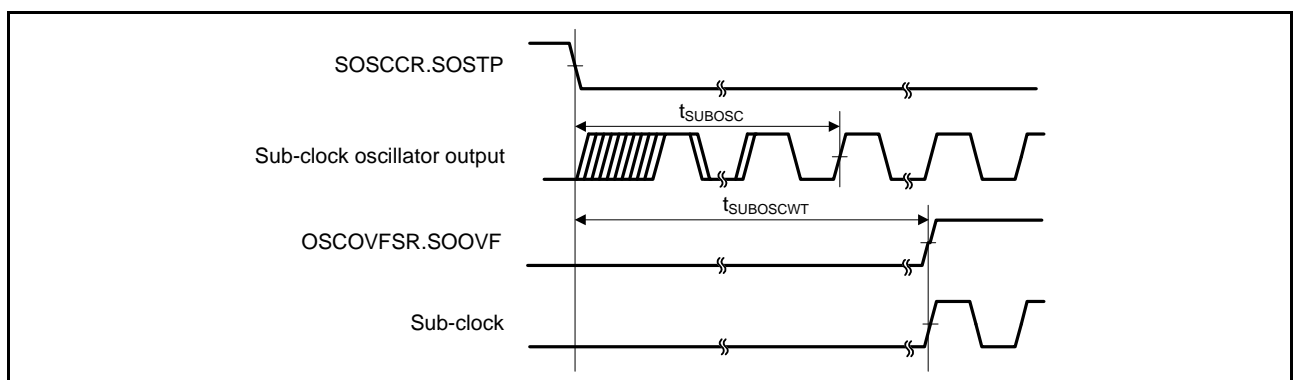 SOSCCR.SOSTP
tSUBOSC
Sub-clock oscillator output
tSUBOSCWT
OSCOVFSR.SOOVF
Sub-clock